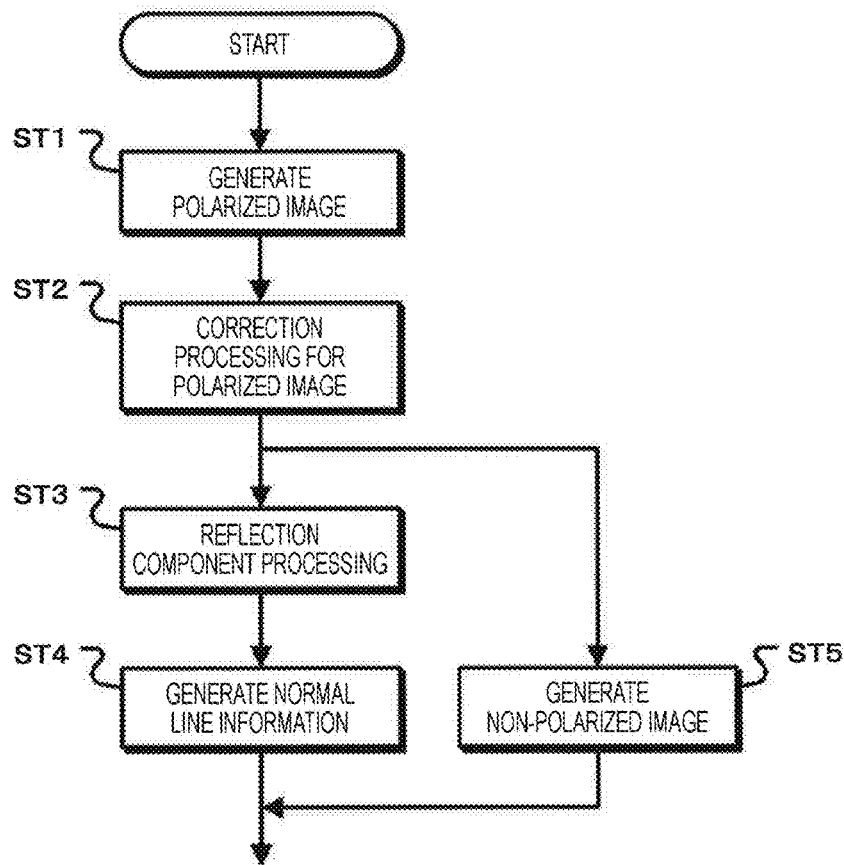 START
ST1
GENERATE
POLARIZED IMAGE
ST2
CORRECTION
PROCESSING FOR
POLARIZED IMAGE
ST3
REFLECTION
COMPONENT PROCESSING
ST4
GENERATE NORMAL
LINE INFORMATION
ST5
GENERATE
NON-POLARIZED IMAGE